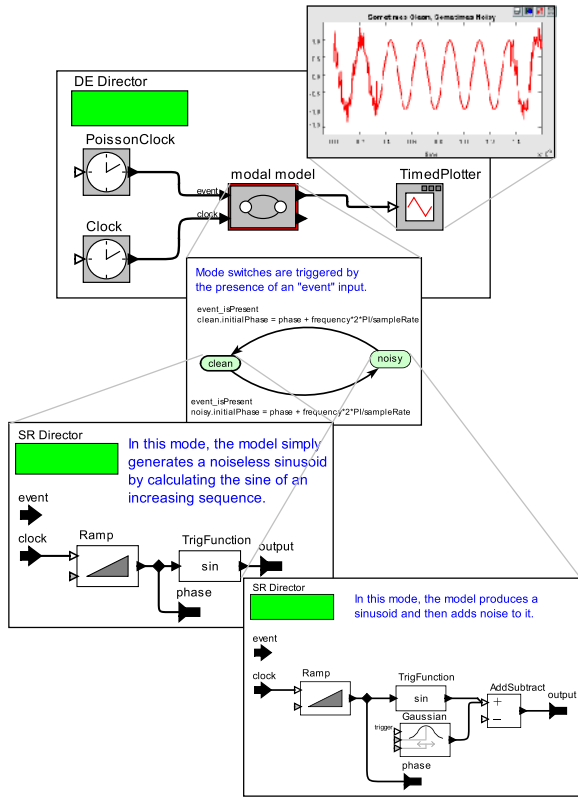 Sometimes Clean, Sometimes Noisy
DE Director
PoissonClock
Clock
event
clock
modal model
TimedPlotter
Mode switches are triggered by
the presence of an "event" input.
event_isPresent
clean.initialPhase = phase + frequency*2*PI/sampleRate
clean
noisy
event_isPresent
noisy.initialPhase = phase + frequency*2*PI/sampleRate
SR Director
In this mode, the model simply
generates a noiseless sinusoid
by calculating the sine of an
increasing sequence.
event
clock
Ramp
TrigFunction
sin
output
phase
SR Director
In this mode, the model produces a
sinusoid and then adds noise to it.
event
clock
Ramp
TrigFunction
sin
Gaussian
trigger
AddSubtract
+
−
output
phase